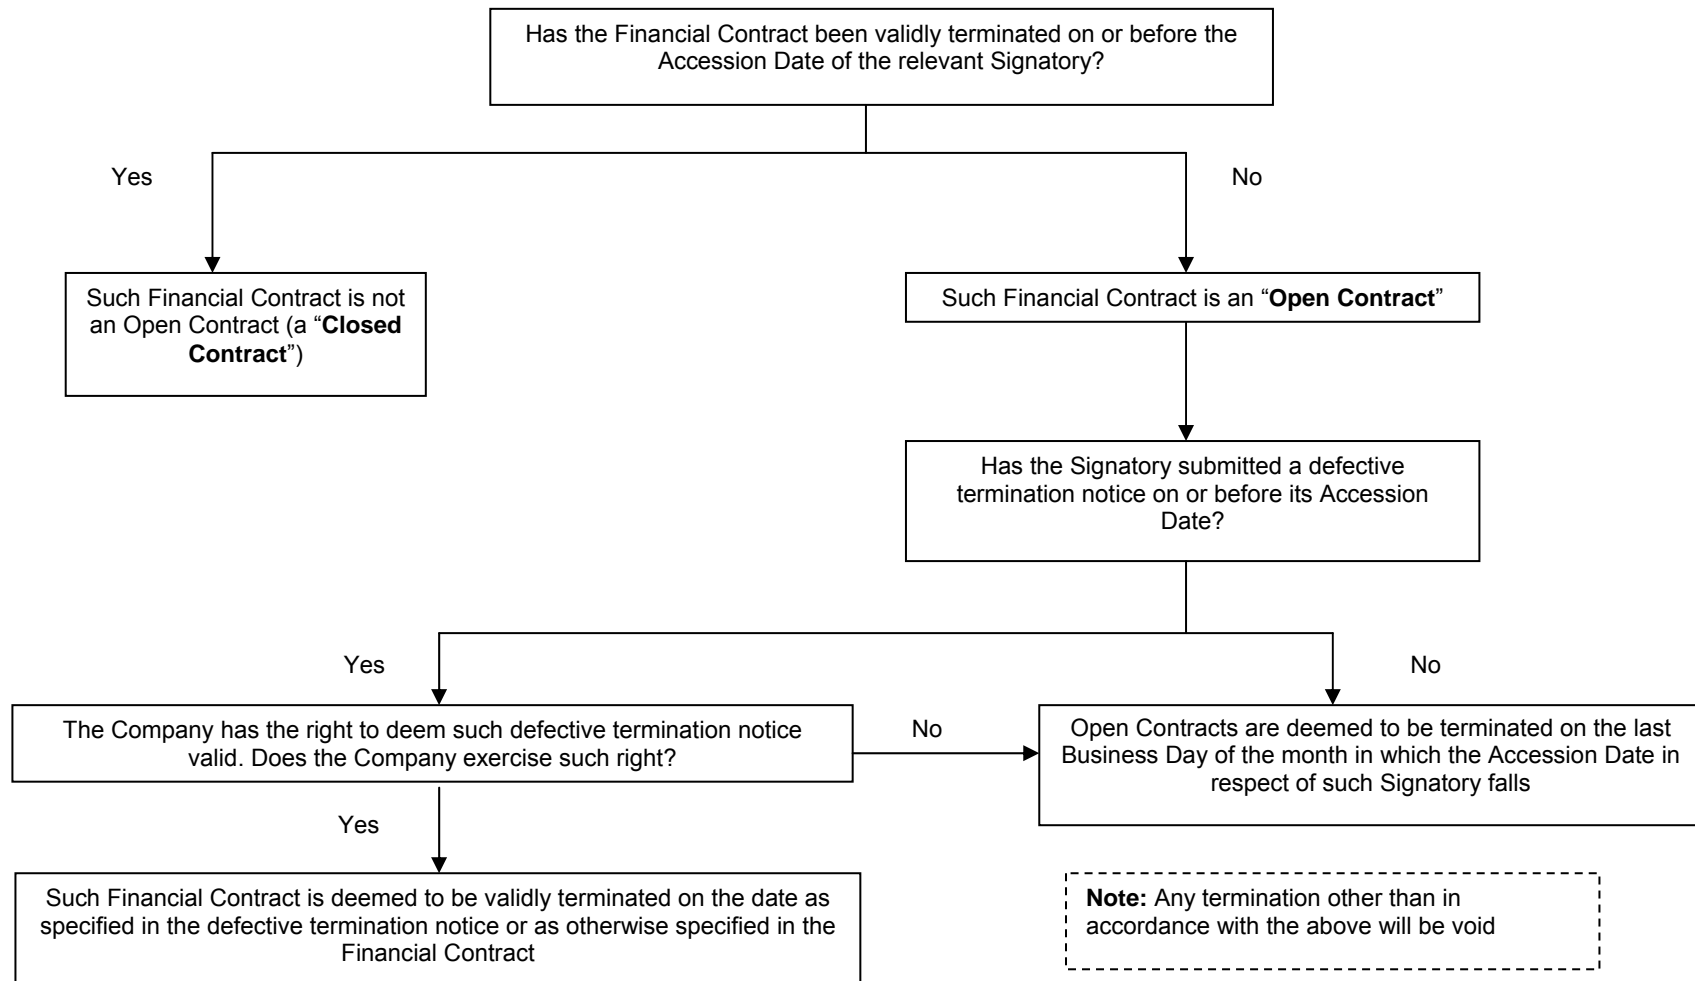 Has the Financial Contract been validly terminated on or before the
Accession Date of the relevant Signatory?
Yes
No
Such Financial Contract is not
an Open Contract (a “Closed
Contract”)
Such Financial Contract is an “Open Contract”
Has the Signatory submitted a defective
termination notice on or before its Accession
Date?
Yes
No
The Company has the right to deem such defective termination notice
valid. Does the Company exercise such right?
No
Open Contracts are deemed to be terminated on the last
Business Day of the month in which the Accession Date in
respect of such Signatory falls
Yes
Such Financial Contract is deemed to be validly terminated on the date as
specified in the defective termination notice or as otherwise specified in the
Financial Contract
Note: Any termination other than in
accordance with the above will be void